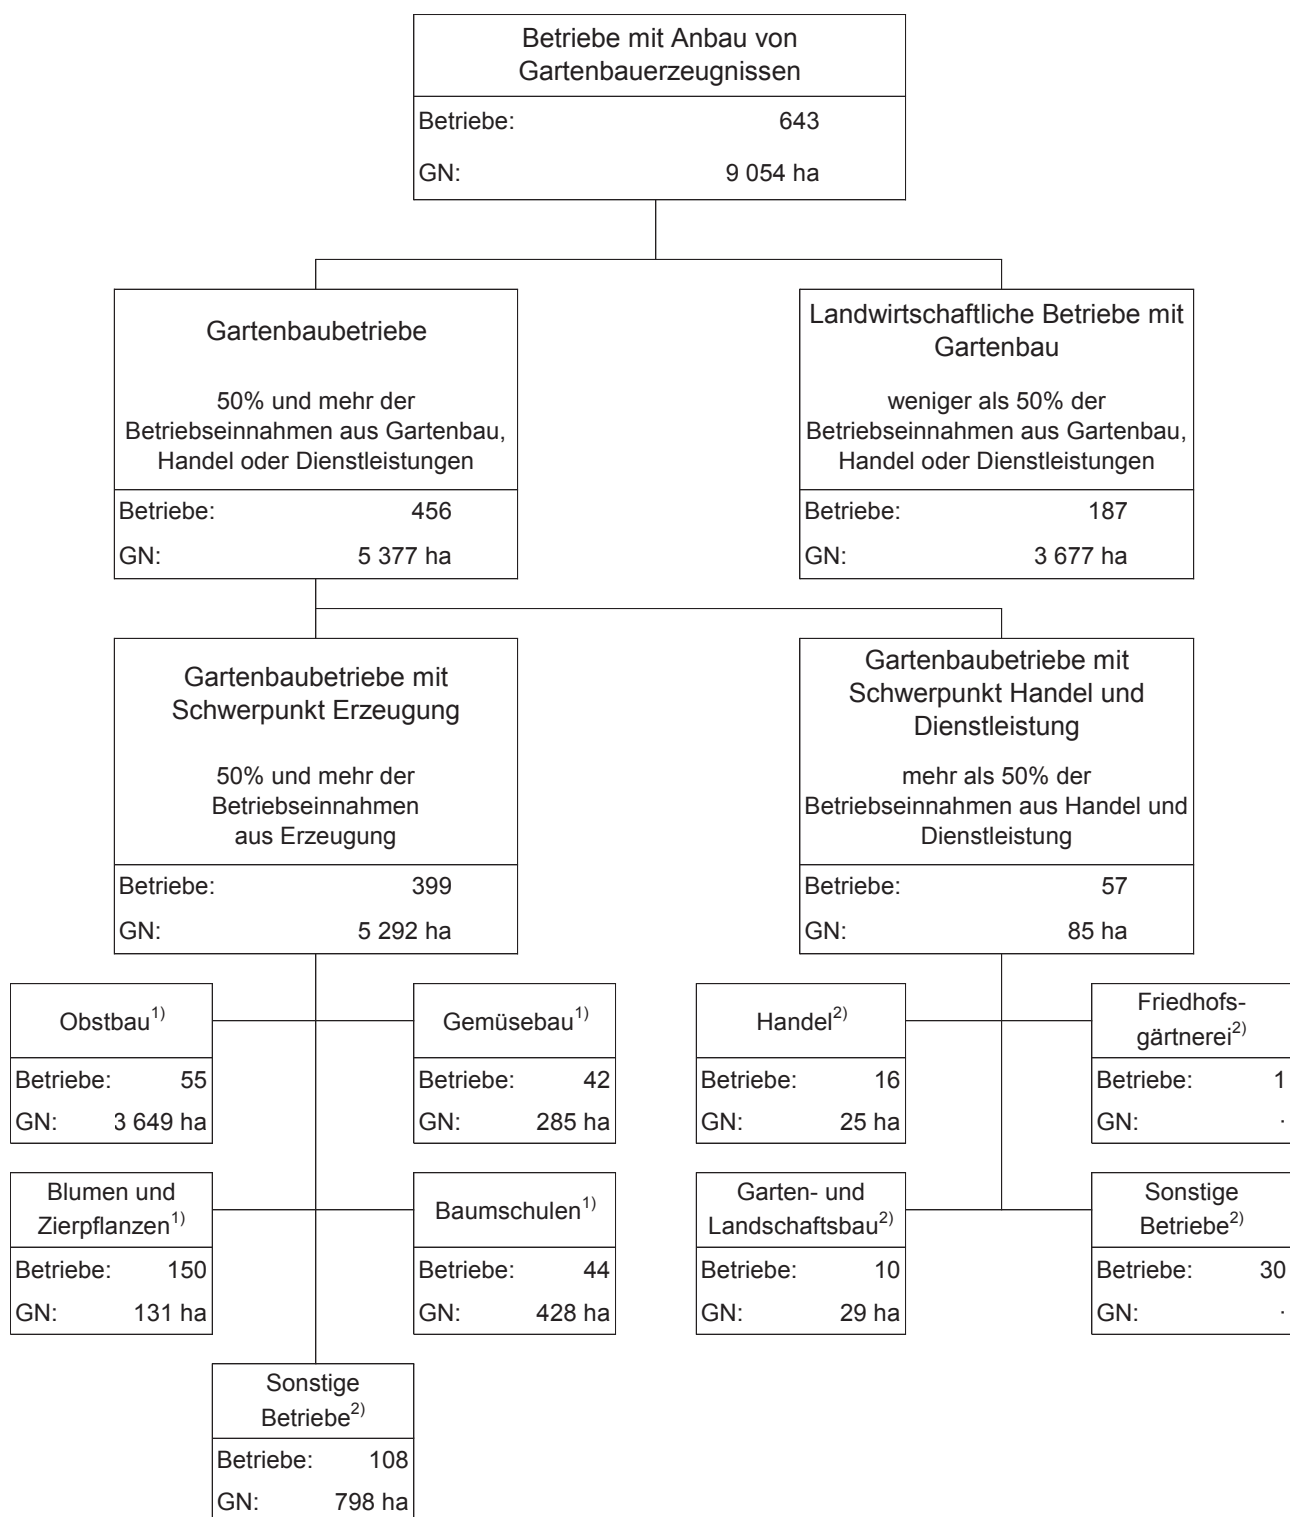 Betriebe mit Anbau von
Gartenbauerzeugnissen
Betriebe: 643
GN: 9 054 ha
Gartenbaubetriebe
50% und mehr der
Betriebseinnahmen aus Gartenbau,
Handel oder Dienstleistungen
Betriebe: 456
GN: 5 377 ha
Landwirtschaftliche Betriebe mit
Gartenbau
weniger als 50% der
Betriebseinnahmen aus Gartenbau,
Handel oder Dienstleistungen
Betriebe: 187
GN: 3 677 ha
Gartenbaubetriebe mit
Schwerpunkt Erzeugung
50% und mehr der
Betriebseinnahmen
aus Erzeugung
Betriebe: 399
GN: 5 292 ha
Gartenbaubetriebe mit
Schwerpunkt Handel und
Dienstleistung
mehr als 50% der
Betriebseinnahmen aus Handel und
Dienstleistung
Betriebe: 57
GN: 85 ha
Obstbau1)
Betriebe: 55
GN: 3 649 ha
Gemüsebau1)
Betriebe: 42
GN: 285 ha
Handel2)
Betriebe: 16
GN: 25 ha
Friedhofs-
gärtnerei2)
Betriebe: 1
GN: .
Blumen und
Zierpflanzen1)
Betriebe: 150
GN: 131 ha
Baumschulen1)
Betriebe: 44
GN: 428 ha
Garten- und
Landschaftsbau2)
Betriebe: 10
GN: 29 ha
Sonstige
Betriebe2)
Betriebe: 30
GN: .
Sonstige
Betriebe2)
Betriebe: 108
GN: 798 ha